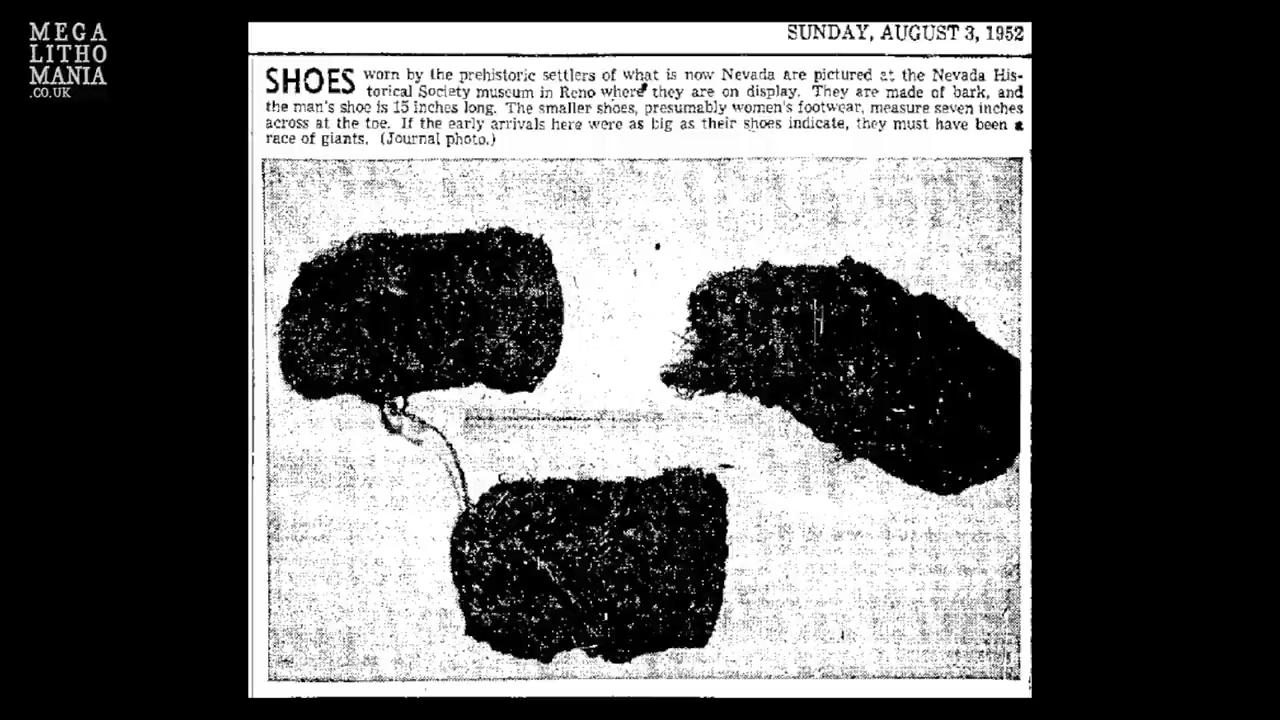 MEGA
LITHO
MANIA
.CO.UK
SUNDAY, AUGUST 3, 1952
SHOES worn by the prehistoric settlers of what is now Nevada are pictured at the Nevada His-
torical Society museum in Reno where they are on display. They are made of bark, and
the man's shoe is 15 inches long. The smaller shoes, presumably women's footwear, measure seven inches
across at the toe. If the early arrivals here were as big as their shoes indicate, they must have been a
race of giants. (Journal photo.)